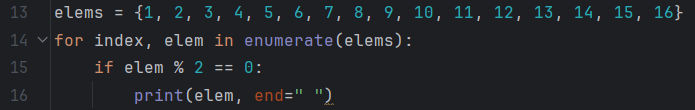 13 elems = {1, 2, 3, 4, 5, 6, 7, 8, 9, 10, 11, 12, 13, 14, 15, 16}
14 for index, elem in enumerate(elems):
15     if elem % 2 == 0:
16         print(elem, end=" ")